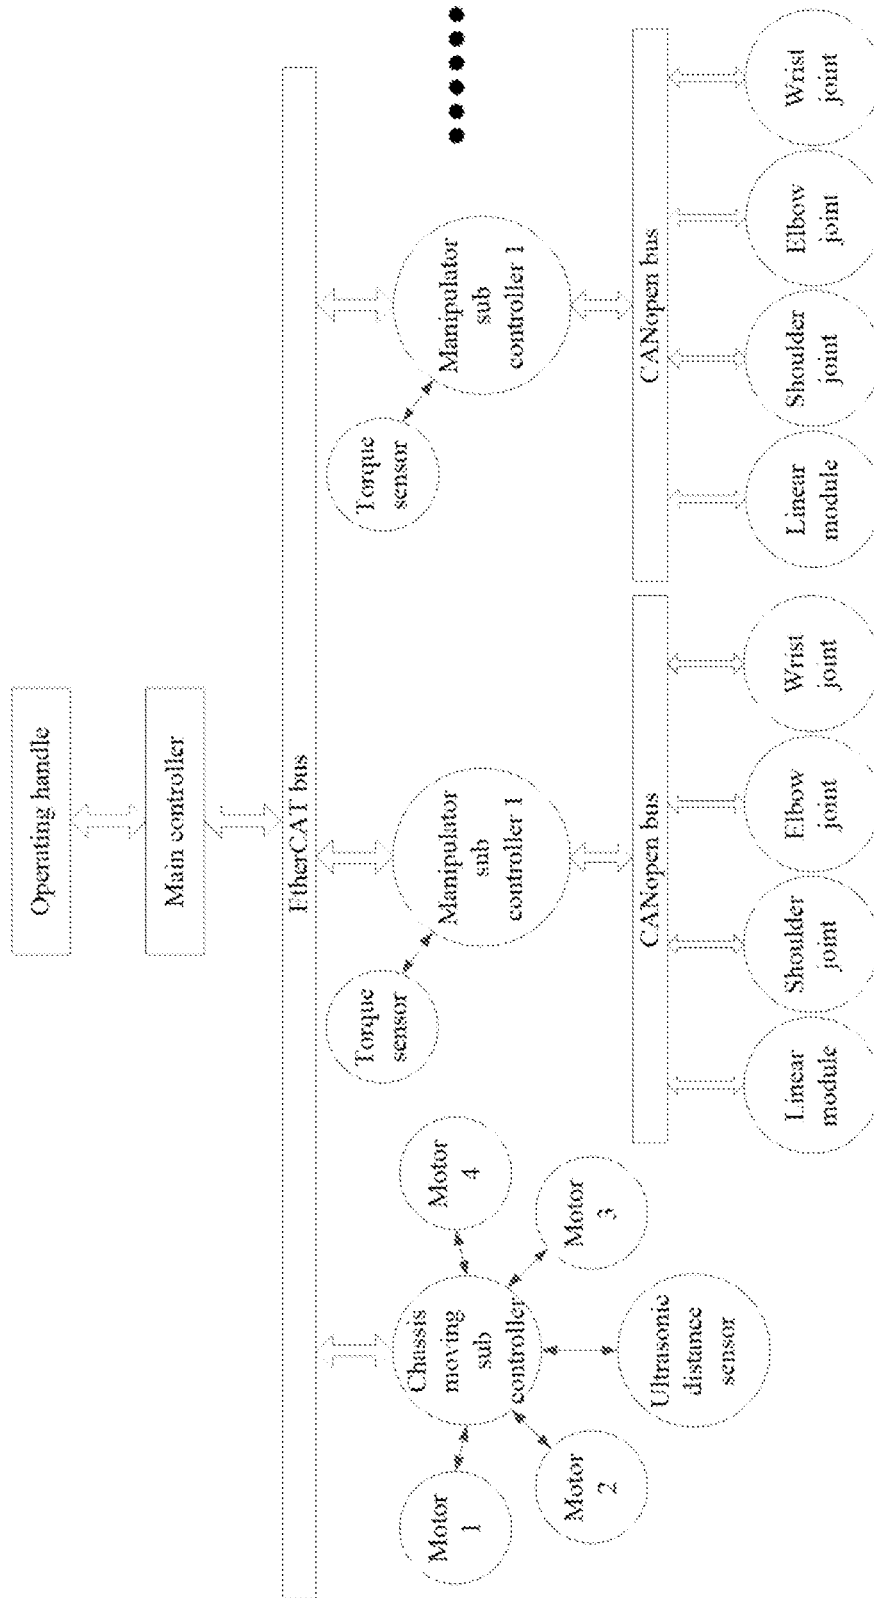 Operating handle
Main controller
EtherCAT bus
Motor
1
Chassis
moving
sub
controller
Motor
4
Motor
2
Motor
3
Ultrasonic
distance
sensor
Torque
sensor
Manipulator
sub
controller 1
Torque
sensor
Manipulator
sub
controller 1
CANopen bus
CANopen bus
Linear
module
Shoulder
joint
Elbow
joint
Wrist
joint
Linear
module
Shoulder
joint
Elbow
joint
Wrist
joint